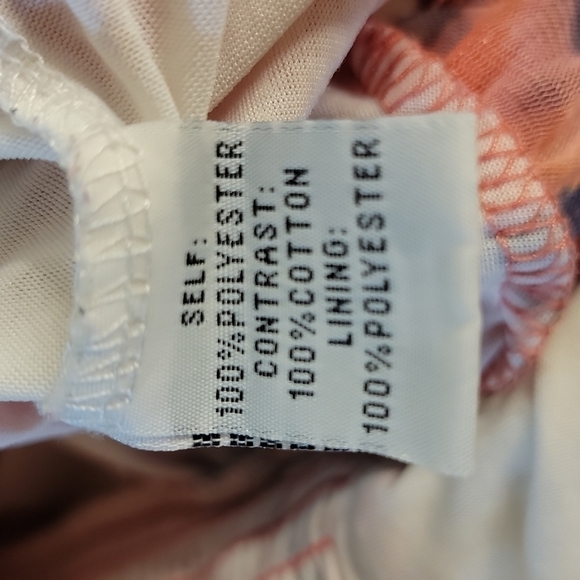 SELF:
100%POLYESTER
CONTRAST:
100%COTTON
LINING:
100%POLYESTER